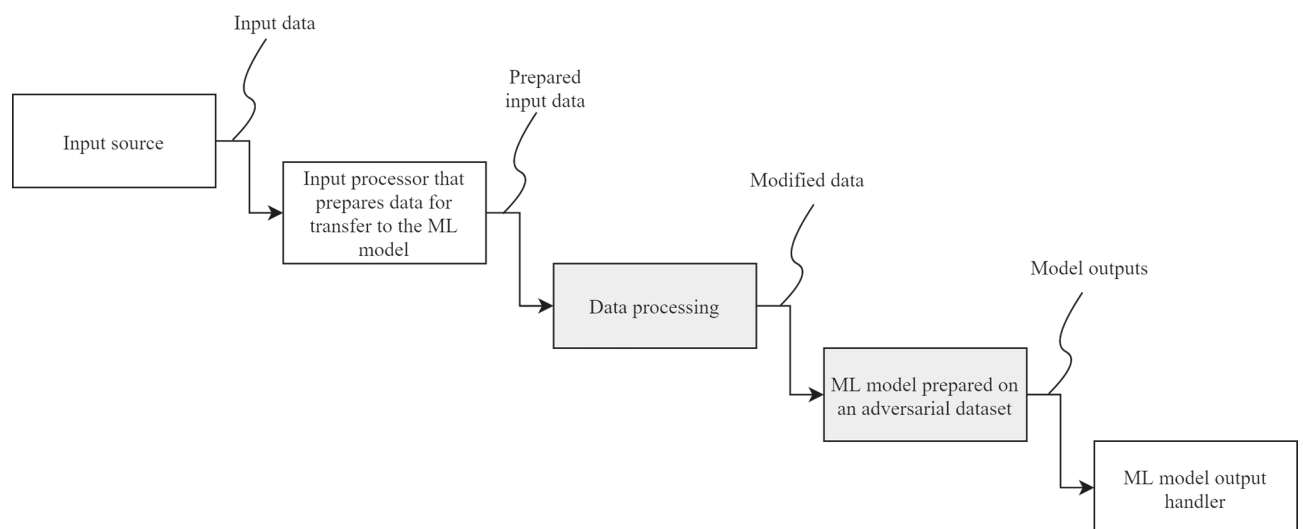 Input data
Input source
Prepared
input data
Input processor that
prepares data for
transfer to the ML
model
Modified data
Data processing
Model outputs
ML model prepared on
an adversarial dataset
ML model output
handler